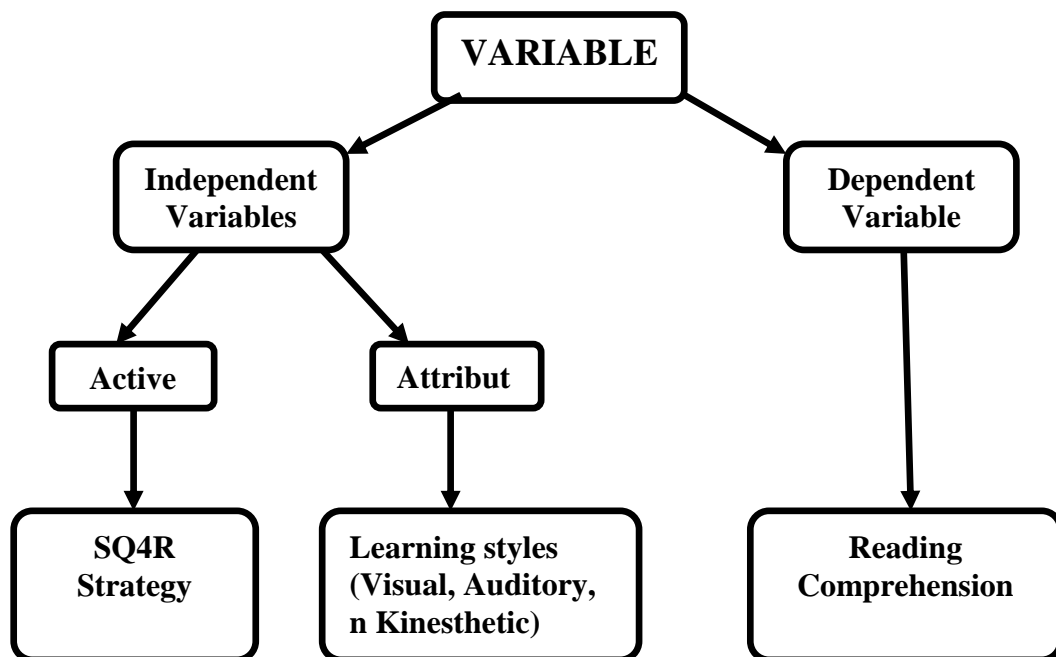 VARIABLE
Independent
Variables
Dependent
Variable
Active
Attribut
SQ4R
Strategy
Learning styles
(Visual, Auditory,
n Kinesthetic)
Reading
Comprehension